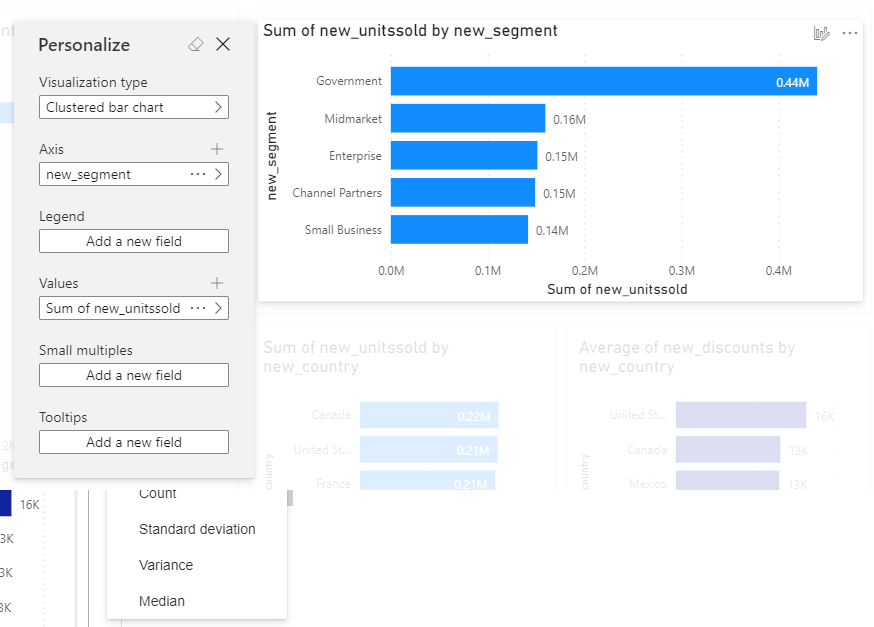 Personalize
Visualization type
Clustered bar chart
Axis
new_segment
Legend
Add a new field
Values
Sum of new_unitssold
Small multiples
Add a new field
Tooltips
Add a new field
Sum of new_unitssold by new_segment
new_segment
Government
0.44M
Midmarket
0.16M
Enterprise
0.15M
Channel Partners
0.15M
Small Business
0.14M
0.0M
0.1M
0.2M
0.3M
0.4M
Sum of new_unitssold
Sum of new_unitssold by
new_country
country
Canada
0.22M
United St...
0.21M
France
0.21M
Average of new_discounts by
new_country
country
United St...
16K
Canada
13K
Mexico
13K
16K
3K
3K
3K
Count
Standard deviation
Variance
Median